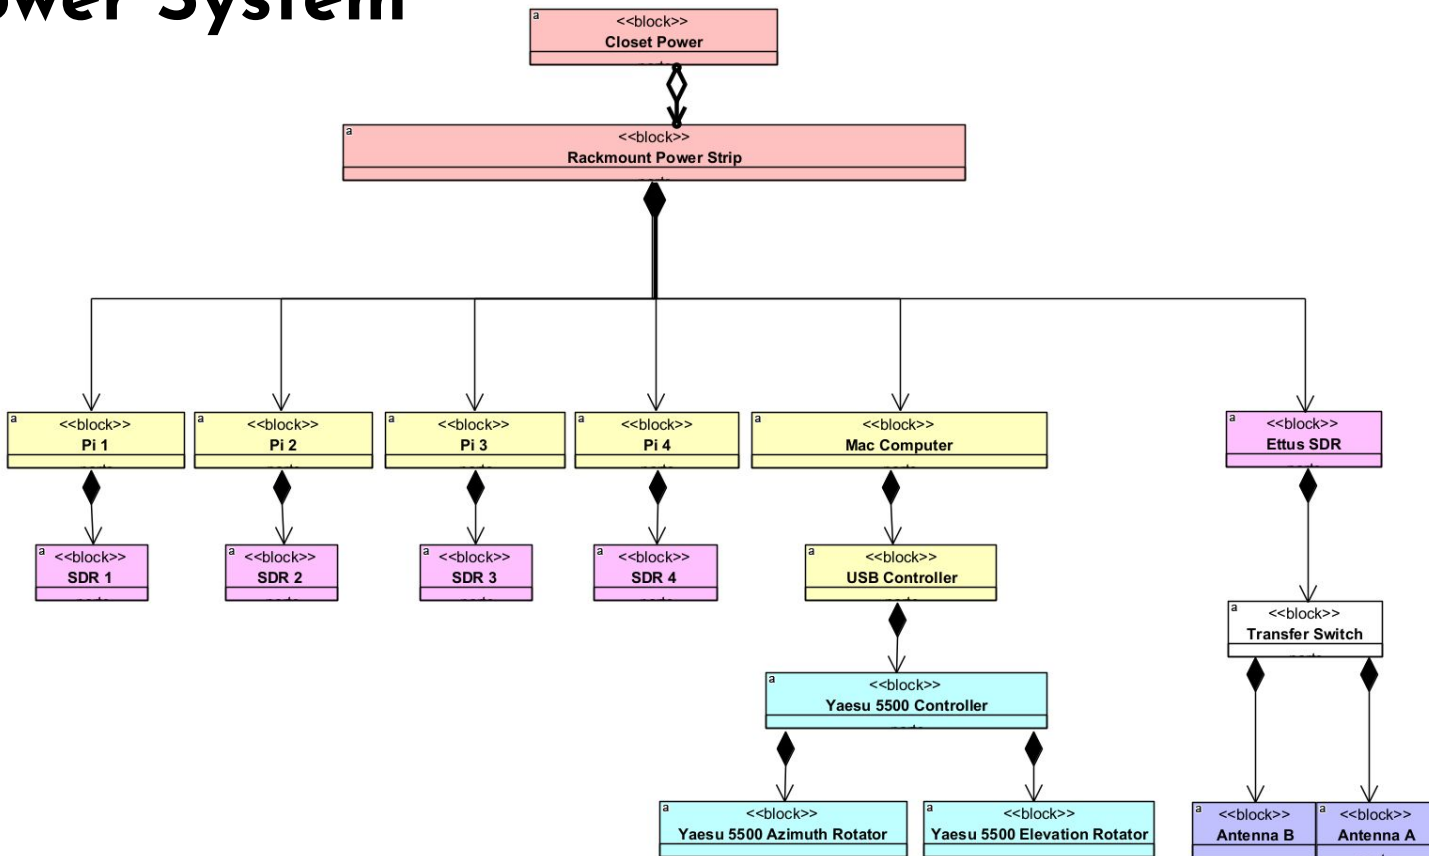 ower System
a
<<block>>
Closet Power
a
<<block>>
Rackmount Power Strip
a
<<block>>
Pi 1
a
<<block>>
Pi 2
a
<<block>>
Pi 3
a
<<block>>
Pi 4
a
<<block>>
Mac Computer
a
<<block>>
Ettus SDR
a
<<block>>
SDR 1
a
<<block>>
SDR 2
a
<<block>>
SDR 3
a
<<block>>
SDR 4
a
<<block>>
USB Controller
a
<<block>>
Transfer Switch
a
<<block>>
Yaesu 5500 Controller
a
<<block>>
Yaesu 5500 Azimuth Rotator
a
<<block>>
Yaesu 5500 Elevation Rotator
a
<<block>>
Antenna B
a
<<block>>
Antenna A